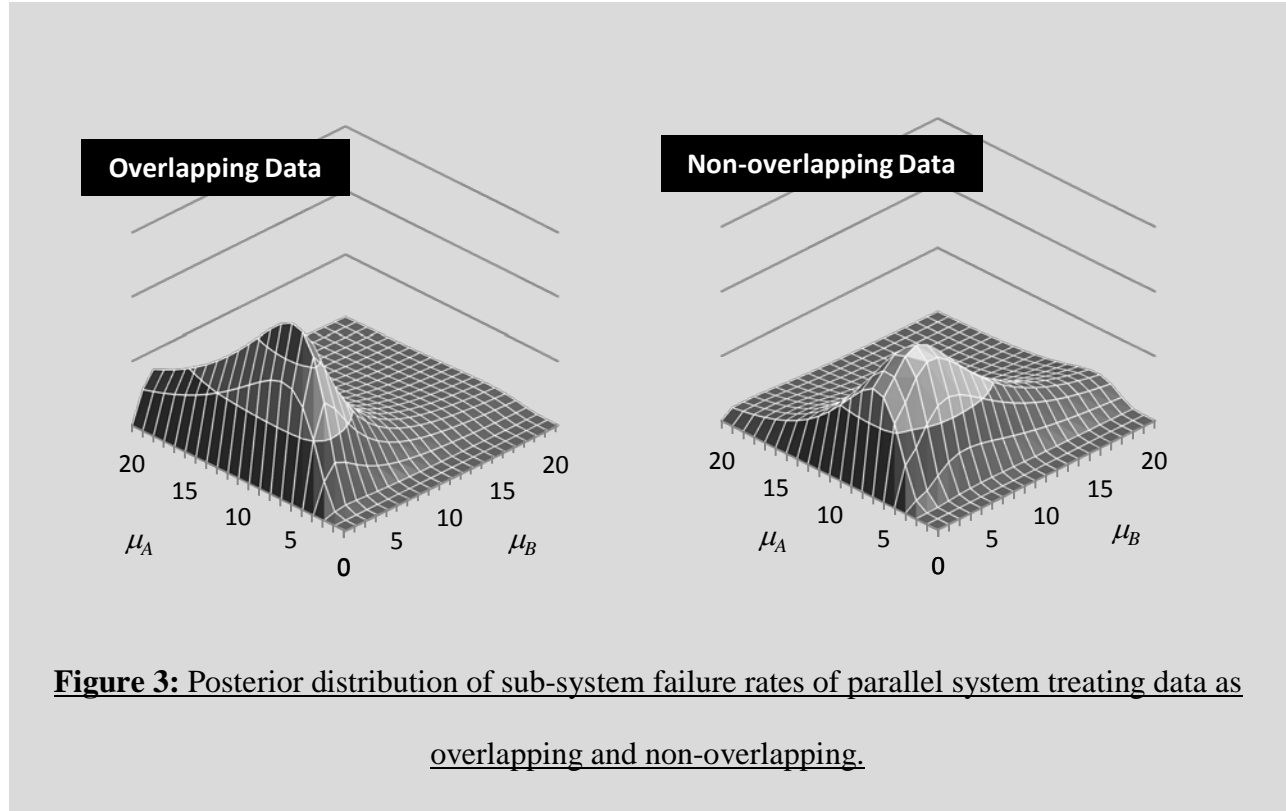 Overlapping Data
20
15
10
5
0
5
10
15
20
μA
μB
Non-overlapping Data
20
15
10
5
0
5
10
15
20
μA
μB
Figure 3: Posterior distribution of sub-system failure rates of parallel system treating data as
overlapping and non-overlapping.